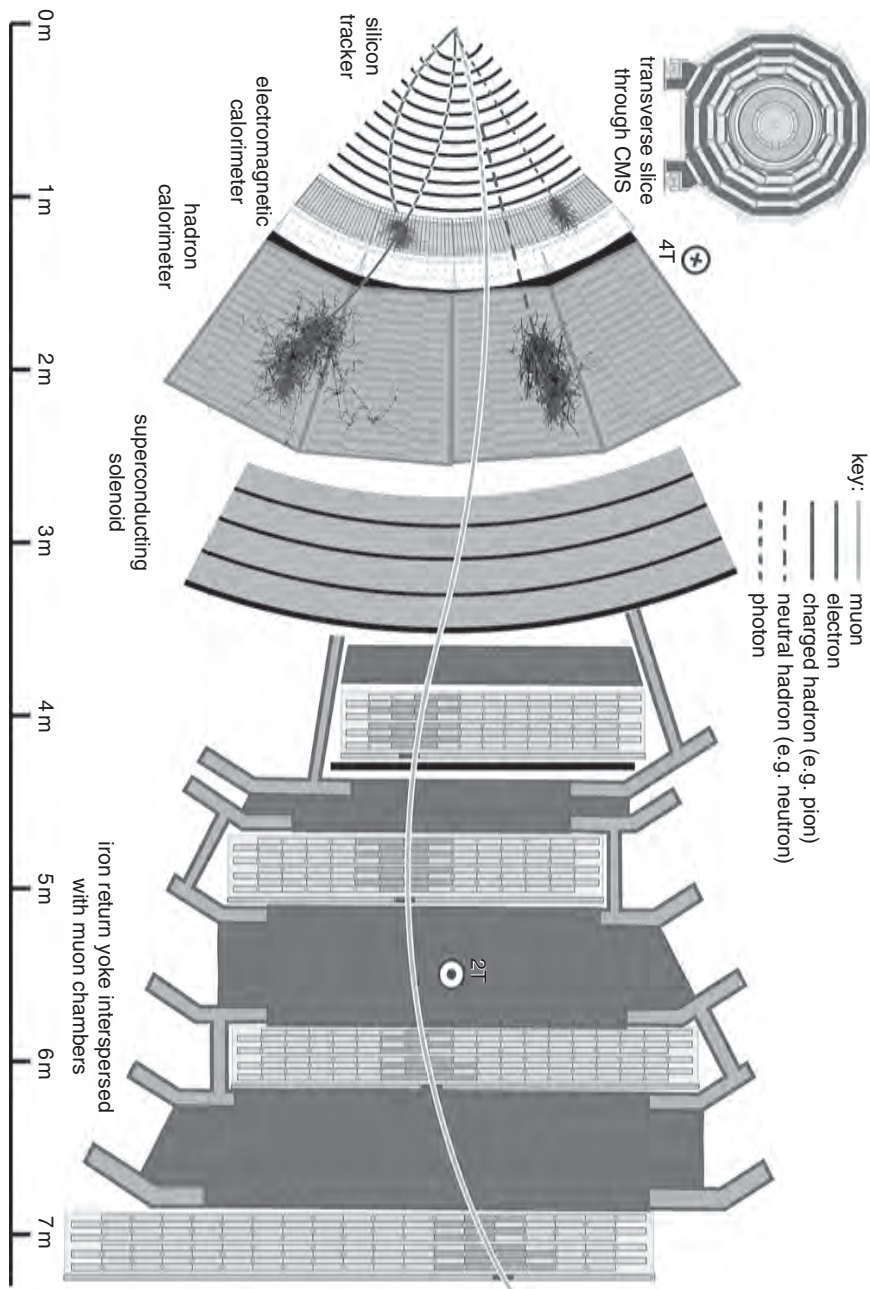 key:
muon
electron
charged hadron (e.g. pion)
neutral hadron (e.g. neutron)
photon
transverse slice
through CMS
4T
2T
silicon
tracker
electromagnetic
calorimeter
hadron
calorimeter
superconducting
solenoid
iron return yoke interspersed
with muon chambers
0 m
1 m
2 m
3 m
4 m
5 m
6 m
7 m